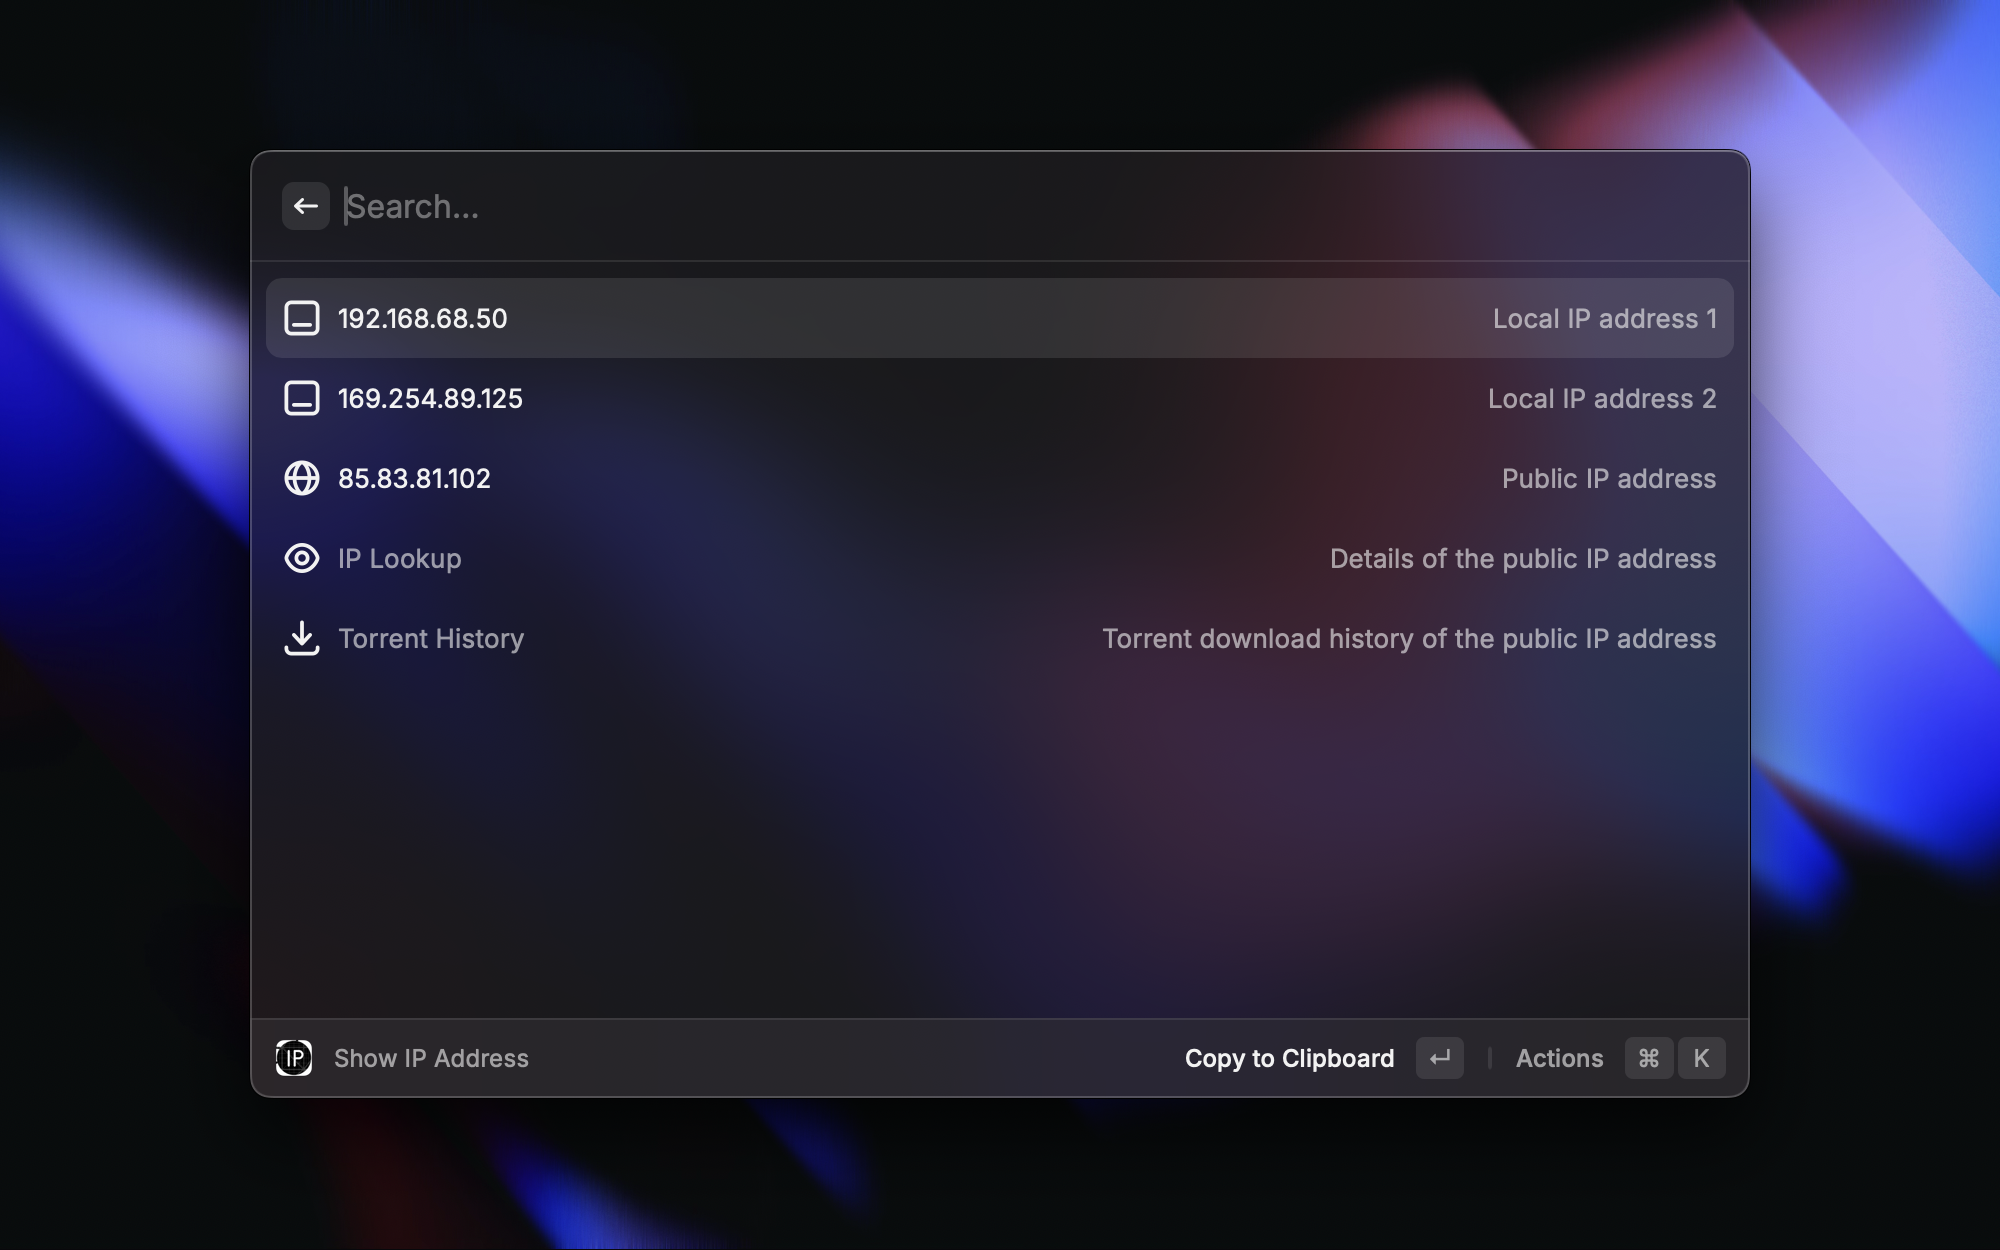 Search...
192.168.68.50 Local IP address 1
169.254.89.125 Local IP address 2
85.83.81.102 Public IP address
IP Lookup Details of the public IP address
Torrent History Torrent download history of the public IP address
IP Show IP Address Copy to Clipboard ↵ Actions ⌘ K